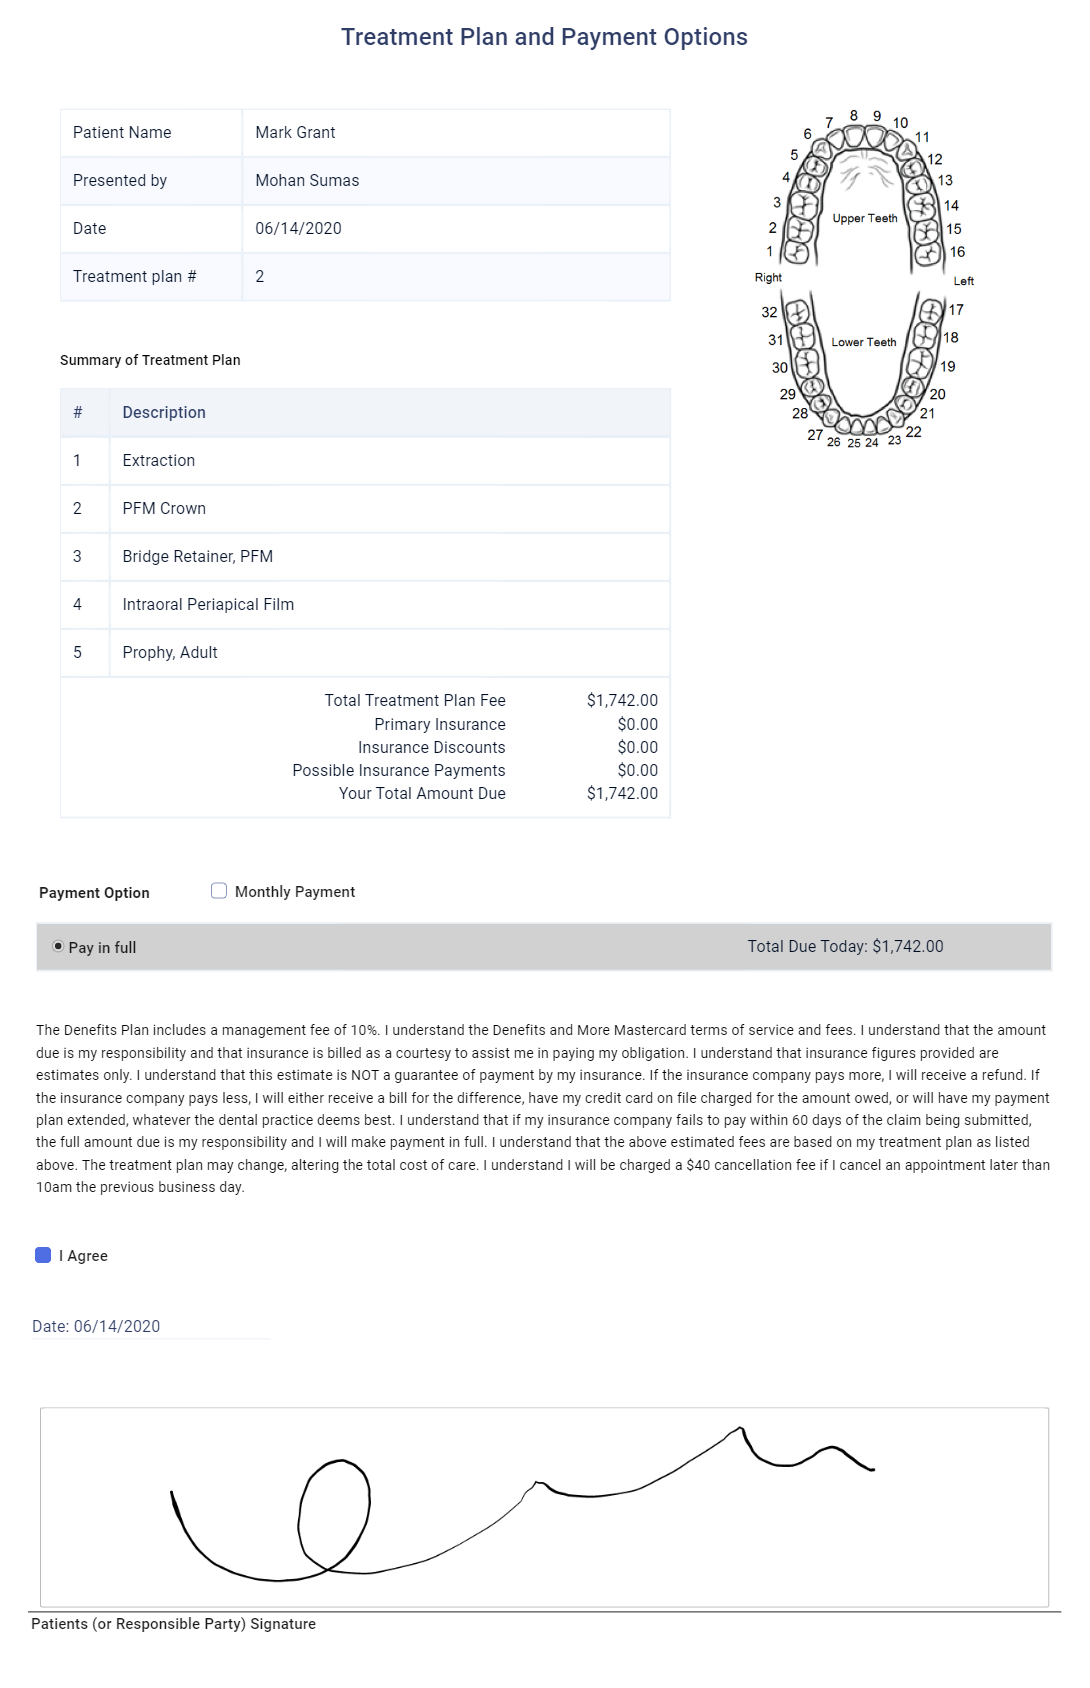 Treatment Plan and Payment Options
Patient Name Mark Grant
Presented by Mohan Sumas
Date 06/14/2020
Treatment plan # 2
8 9
7 10
6 11
5 12
4 13
3 14
Upper Teeth
2 15
1 16
Right Left
32 17
31 Lower Teeth 18
30 19
29 20
28 21
27 22
26 25 24 23
Summary of Treatment Plan
# Description
1 Extraction
2 PFM Crown
3 Bridge Retainer, PFM
4 Intraoral Periapical Film
5 Prophy, Adult
Total Treatment Plan Fee $1,742.00
Primary Insurance $0.00
Insurance Discounts $0.00
Possible Insurance Payments $0.00
Your Total Amount Due $1,742.00
Payment Option Monthly Payment
Pay in full Total Due Today: $1,742.00
The Denefits Plan includes a management fee of 10%. I understand the Denefits and More Mastercard terms of service and fees. I understand that the amount
due is my responsibility and that insurance is billed as a courtesy to assist me in paying my obligation. I understand that insurance figures provided are
estimates only. I understand that this estimate is NOT a guarantee of payment by my insurance. If the insurance company pays more, I will receive a refund. If
the insurance company pays less, I will either receive a bill for the difference, have my credit card on file charged for the amount owed, or will have my payment
plan extended, whatever the dental practice deems best. I understand that if my insurance company fails to pay within 60 days of the claim being submitted,
the full amount due is my responsibility and I will make payment in full. I understand that the above estimated fees are based on my treatment plan as listed
above. The treatment plan may change, altering the total cost of care. I understand I will be charged a $40 cancellation fee if I cancel an appointment later than
10am the previous business day.
I Agree
Date: 06/14/2020
Patients (or Responsible Party) Signature